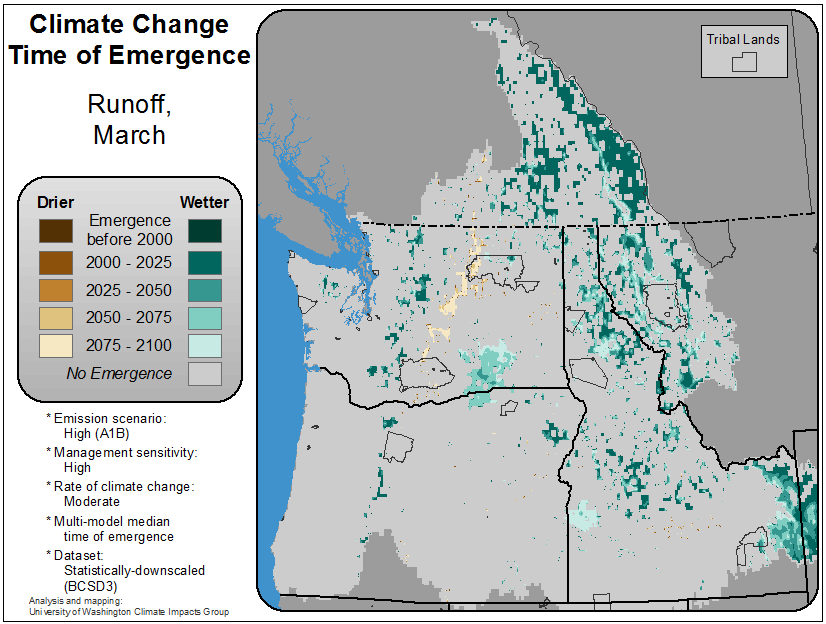 Climate Change
Time of Emergence
Runoff,
March
Tribal Lands
Drier
Wetter
Emergence
before 2000
2000 - 2025
2025 - 2050
2050 - 2075
2075 - 2100
No Emergence
* Emission scenario:
High (A1B)
* Management sensitivity:
High
* Rate of climate change:
Moderate
* Multi-model median
time of emergence
* Dataset:
Statistically-downscaled
(BCSD3)
Analysis and mapping:
University of Washington Climate Impacts Group